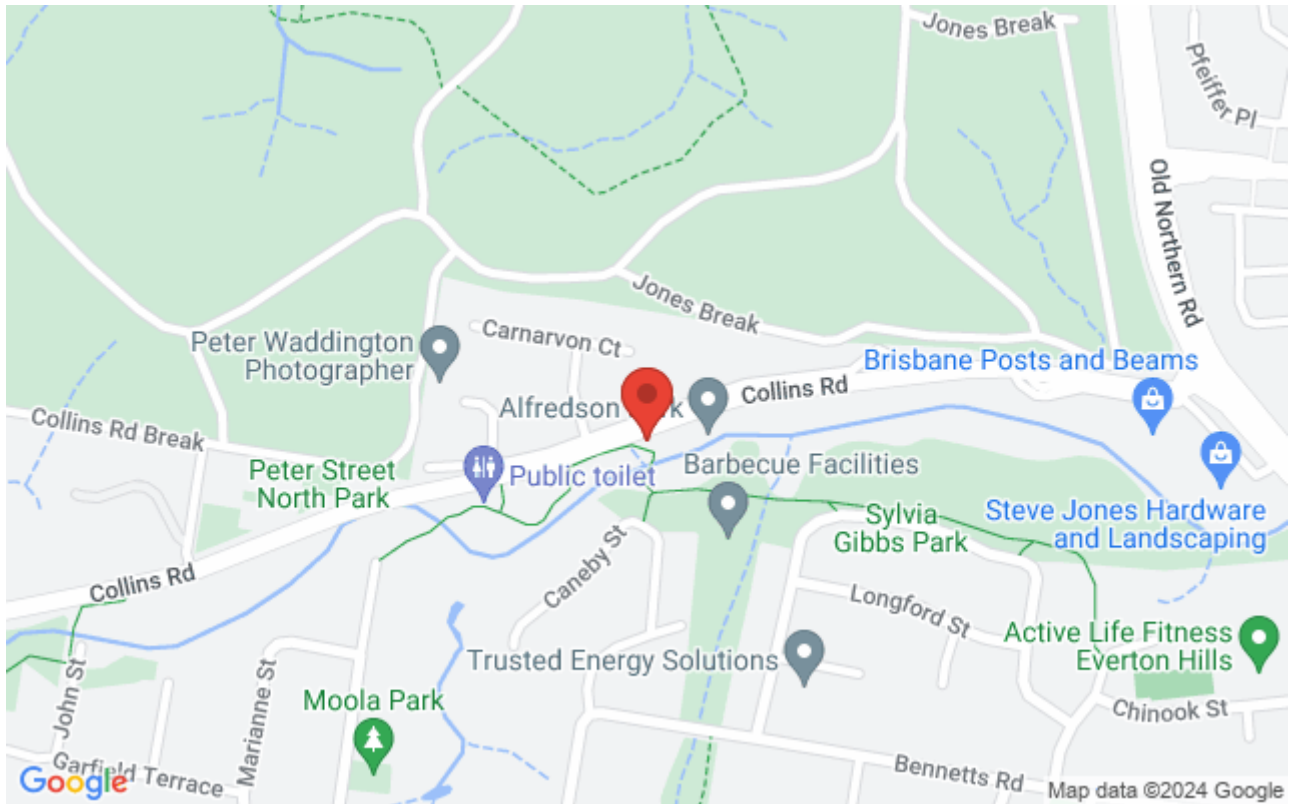 Jones Break
Pfeiffer Pl
Old Northern Rd
Jones Break
Carnarvon Ct
Peter Waddington
Photographer
Brisbane Posts and Beams
Collins Rd
Alfredson
Collins Rd Break
Public toilet
Barbecue Facilities
Peter Street
North Park
Sylvia
Gibbs Park
Steve Jones Hardware
and Landscaping
Collins Rd
Caneby St
Longford St
Active Life Fitness
Everton Hills
Trusted Energy Solutions
John St
Marianne St
Moola Park
Chinook St
Garfield Terrace
Bennetts Rd
Google
Map data ©2024 Google